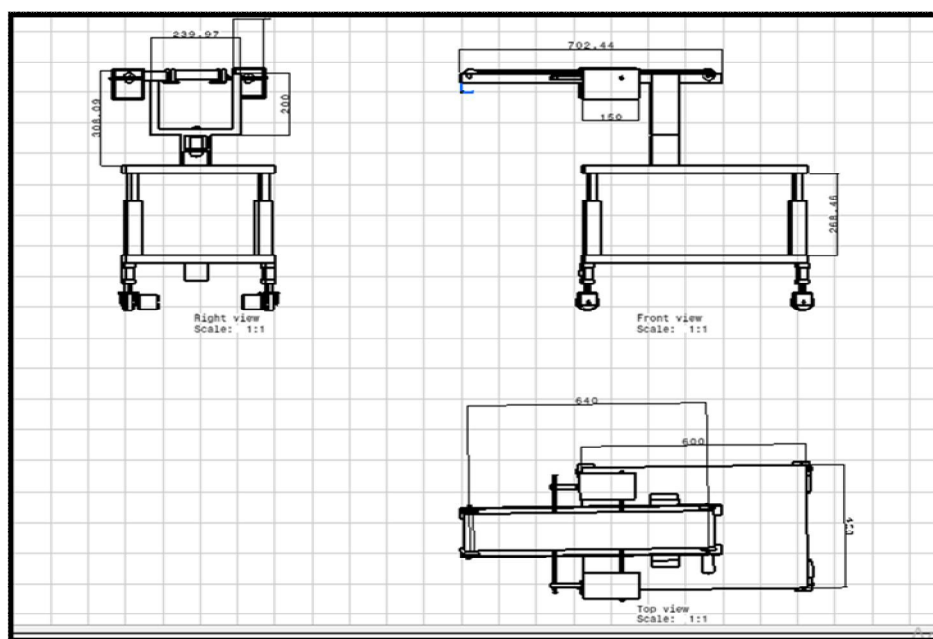 239.97
308.09
200
Right view
Scale: 1:1
702.44
150
268.46
Front view
Scale: 1:1
640
600
Top view
Scale: 1:1